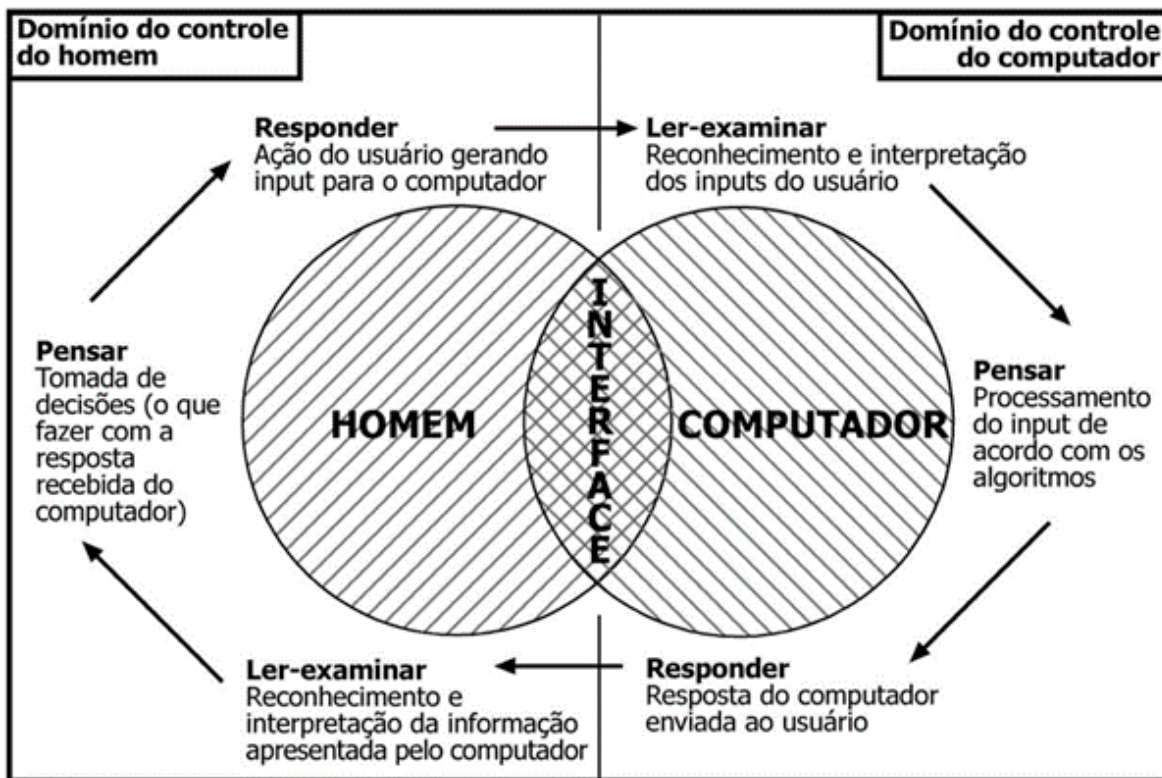 Domínio do controle
do homem
Domínio do controle
do computador
Responder
Ação do usuário gerando
input para o computador
Ler-examinar
Reconhecimento e interpretação
dos inputs do usuário
Pensar
Tomada de
decisões (o que
fazer com a
resposta
recebida do
computador)
HOMEM
INTERFACE
COMPUTADOR
Pensar
Processamento
do input de
acordo com os
algoritmos
Ler-examinar
Reconhecimento e
interpretação da informação
apresentada pelo computador
Responder
Resposta do computador
enviada ao usuário